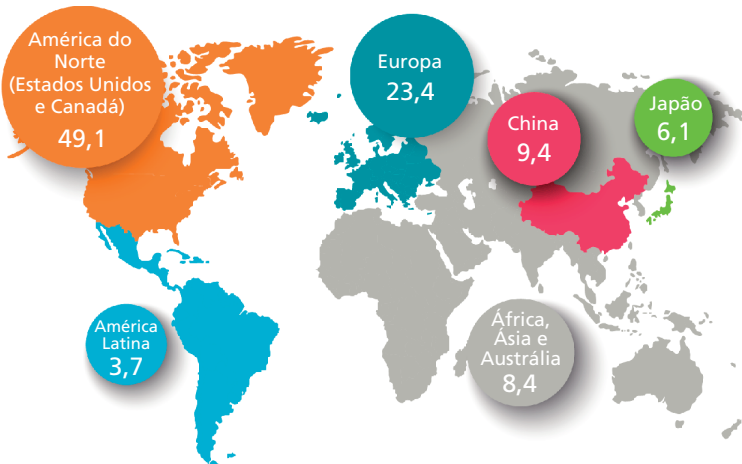 América do
Norte
(Estados Unidos
e Canadá)
49,1
Europa
23,4
China
9,4
Japão
6,1
América
Latina
3,7
África,
Ásia e
Austrália
8,4